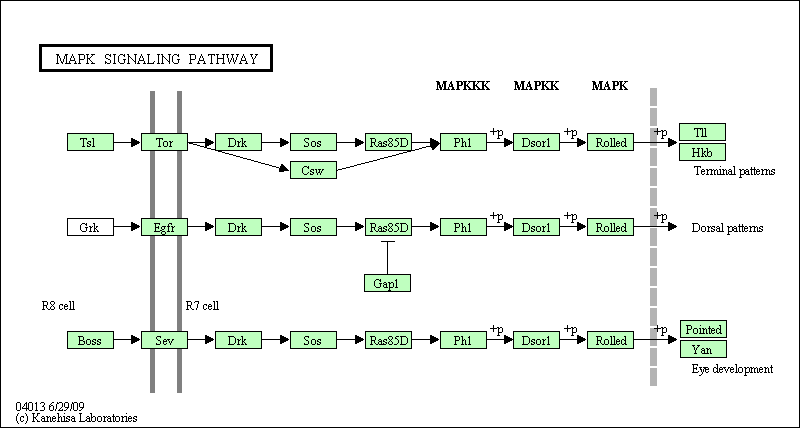 MAPK SIGNALING PATHWAY
MAPKKK MAPKK MAPK
Tsl Tor Drk Sos Ras85D Phl +p Dsor1 +p Rolled +p Tll
Csw Hkb
Terminal patterns
Grk Egfr Drk Sos Ras85D Phl +p Dsor1 +p Rolled +p Dorsal patterns
Gap1
R8 cell R7 cell
Boss Sev Drk Sos Ras85D Phl +p Dsor1 +p Rolled +p Pointed
Yan
Eye development
04013 6/29/09
(c) Kanehisa Laboratories